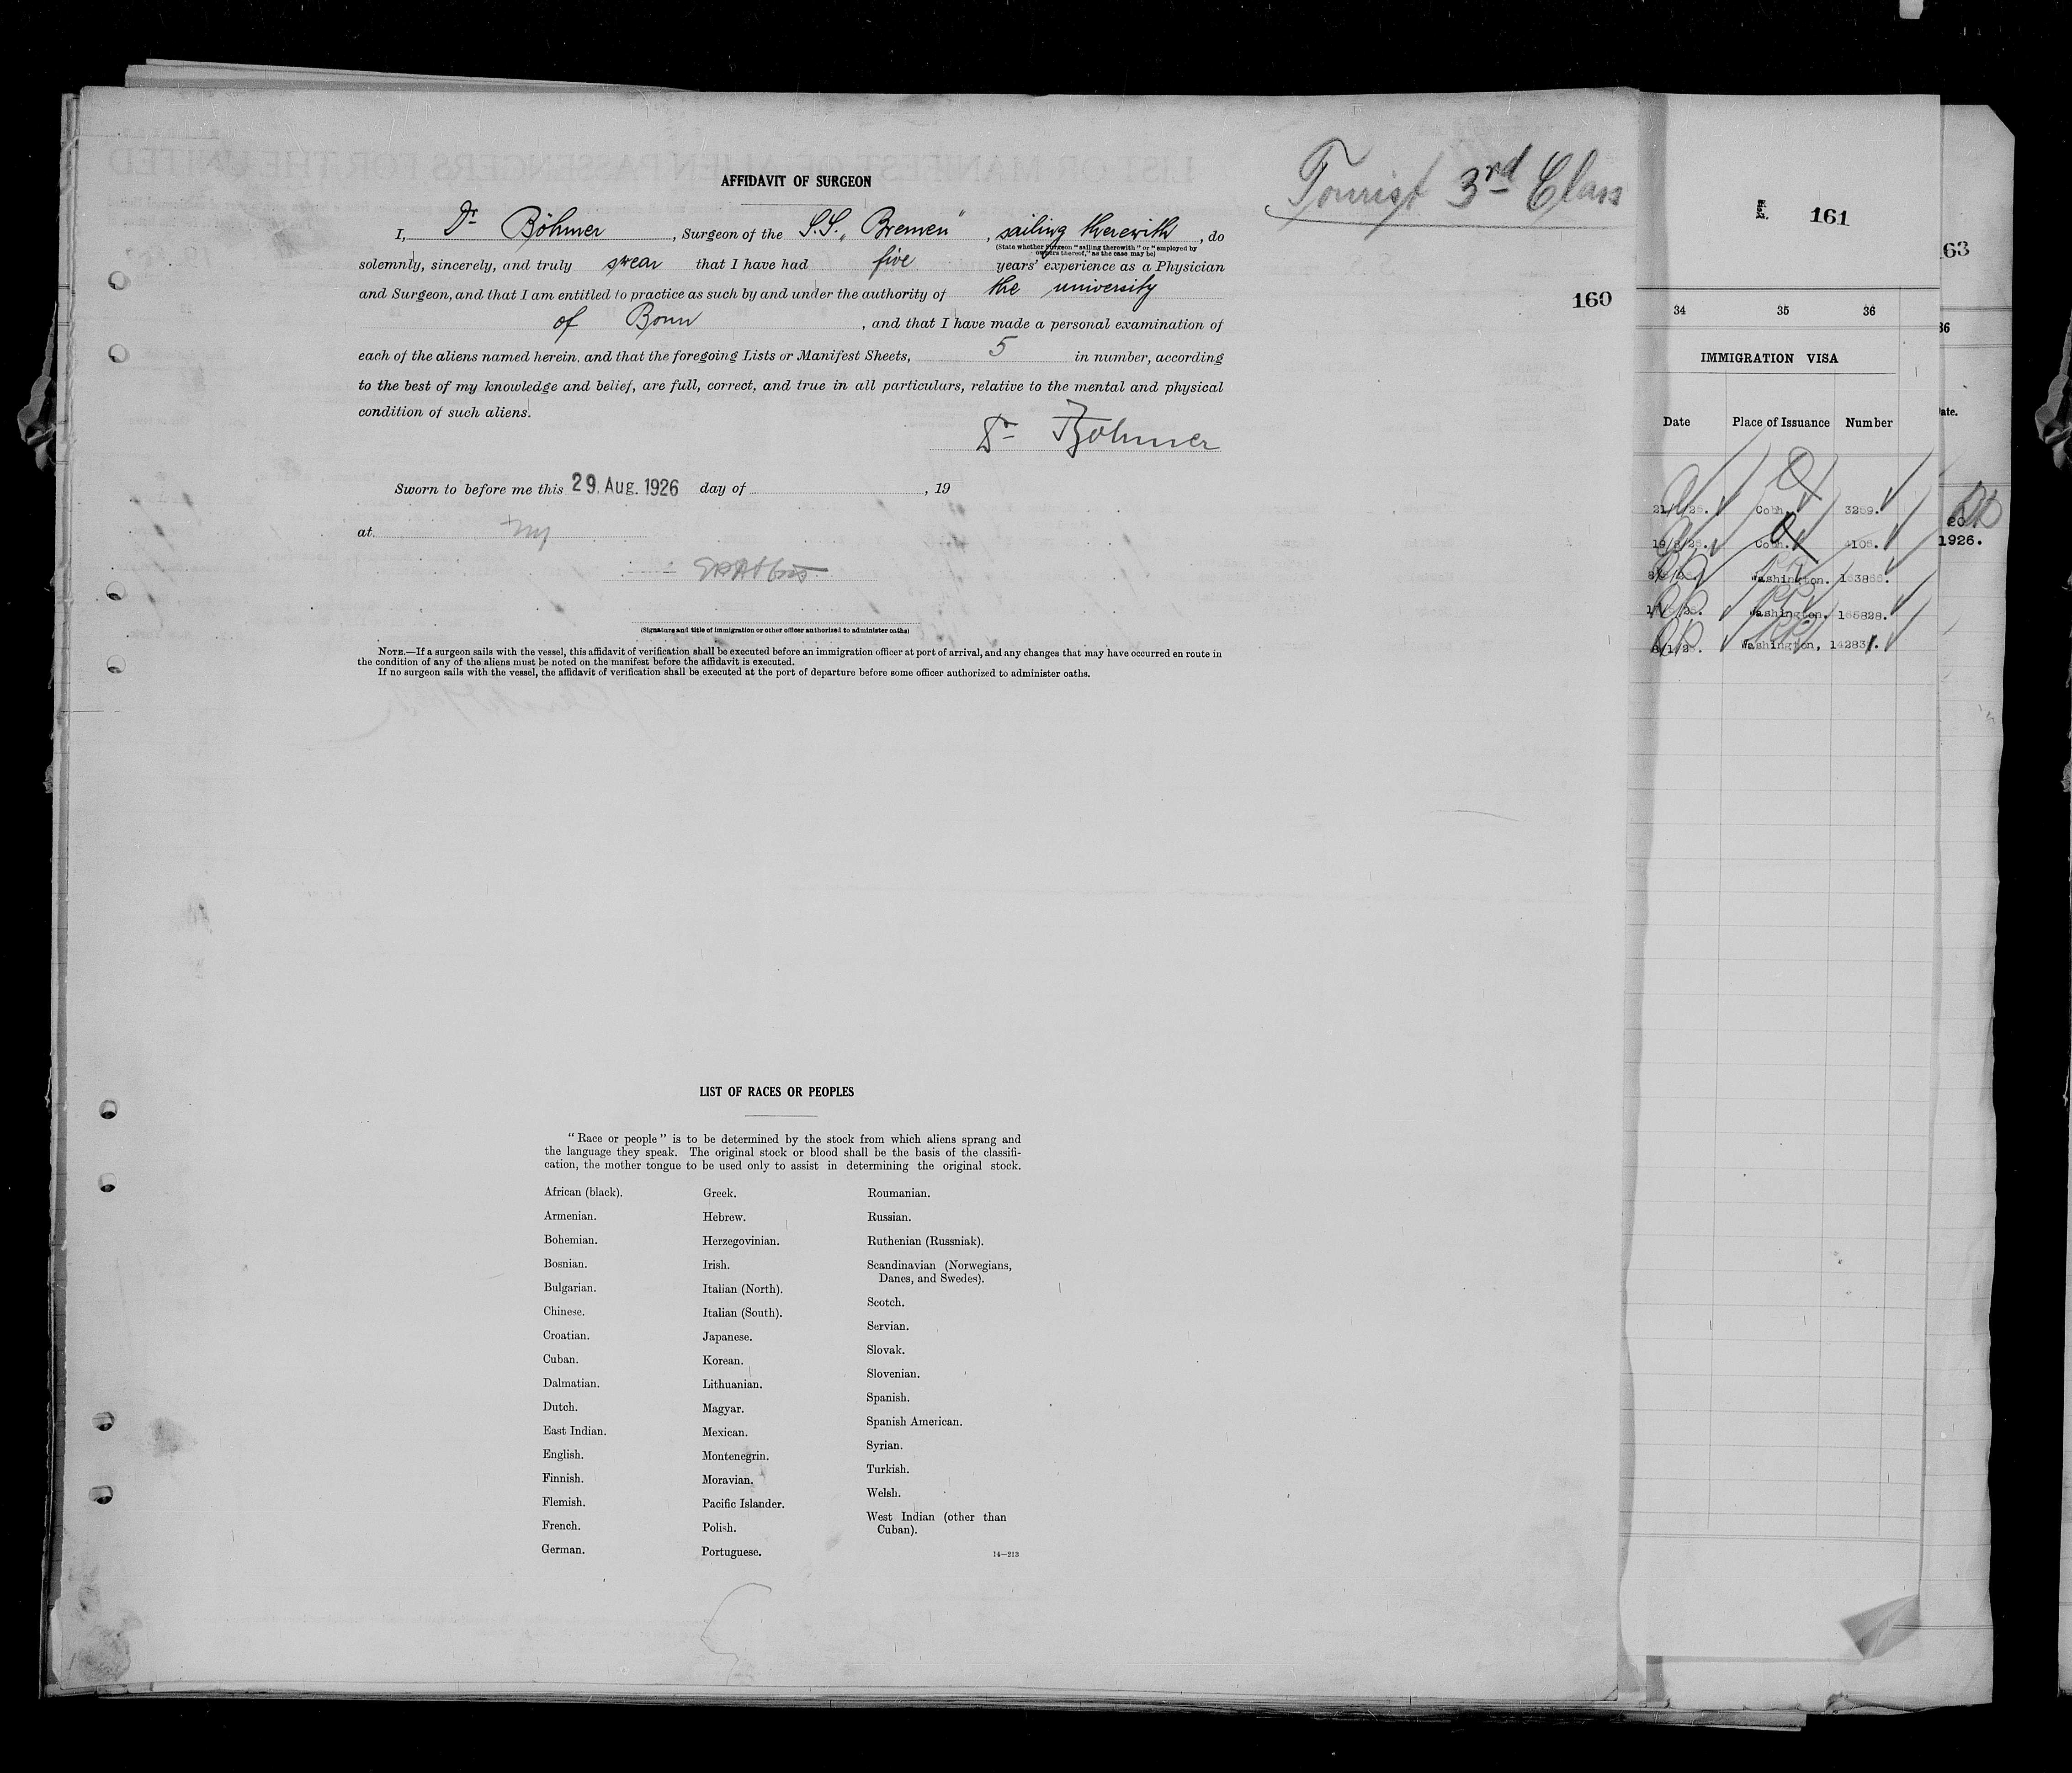 Tourist 3rd Class
AFFIDAVIT OF SURGEON
I, Dr Böhmer, Surgeon of the S.S. „Bremen“, sailing therewith, do
(State whether Surgeon "sailing therewith" or "employed by
owners thereof," as the case may be)
solemnly, sincerely, and truly swear that I have had five years' experience as a Physician
and Surgeon, and that I am entitled to practice as such by and under the authority of the university
of Bonn, and that I have made a personal examination of
each of the aliens named herein, and that the foregoing Lists or Manifest Sheets, 5 in number, according
to the best of my knowledge and belief, are full, correct, and true in all particulars, relative to the mental and physical
condition of such aliens.
Dr Böhmer
Sworn to before me this 29. Aug. 1926 day of , 19
at ny
(Signature and title of immigration or other officer authorized to administer oaths)
NOTE.—If a surgeon sails with the vessel, this affidavit of verification shall be executed before an immigration officer at port of arrival, and any changes that may have occurred en route in
the condition of any of the aliens must be noted on the manifest before the affidavit is executed.
If no surgeon sails with the vessel, the affidavit of verification shall be executed at the port of departure before some officer authorized to administer oaths.
160
LIST OF RACES OR PEOPLES
"Race or people" is to be determined by the stock from which aliens sprang and
the language they speak. The original stock or blood shall be the basis of the classifi-
cation, the mother tongue to be used only to assist in determining the original stock.
African (black).
Armenian.
Bohemian.
Bosnian.
Bulgarian.
Chinese.
Croatian.
Cuban.
Dalmatian.
Dutch.
East Indian.
English.
Finnish.
Flemish.
French.
German.
Greek.
Hebrew.
Herzegovinian.
Irish.
Italian (North).
Italian (South).
Japanese.
Korean.
Lithuanian.
Magyar.
Mexican.
Montenegrin.
Moravian.
Pacific Islander.
Polish.
Portuguese.
Roumanian.
Russian.
Ruthenian (Russniak).
Scandinavian (Norwegians,
Danes, and Swedes).
Scotch.
Servian.
Slovak.
Slovenian.
Spanish.
Spanish American.
Syrian.
Turkish.
Welsh.
West Indian (other than
Cuban).
14—213
161
34 35 36
IMMIGRATION VISA
Date Place of Issuance Number
Cobh. 3269.
Cobh.
Washington.
Washington.
Washington,
63
36
ate.
20
1926.